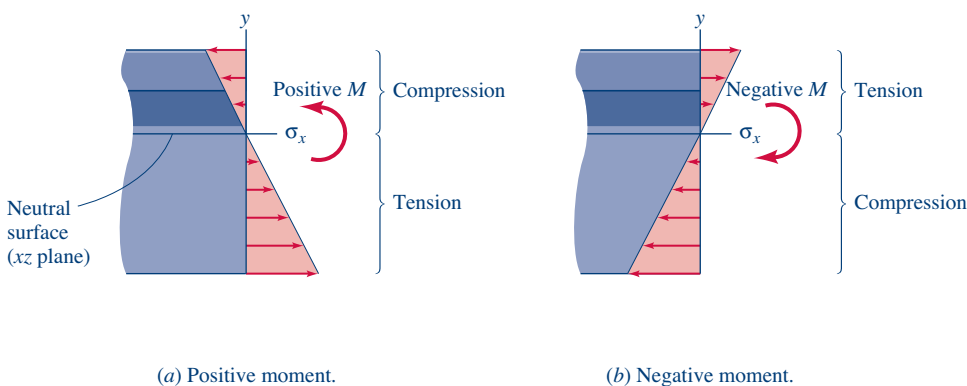 y
Positive M
Compression
σx
Tension
Neutral
surface
(xz plane)
(a) Positive moment.
y
Negative M
Tension
σx
Compression
(b) Negative moment.